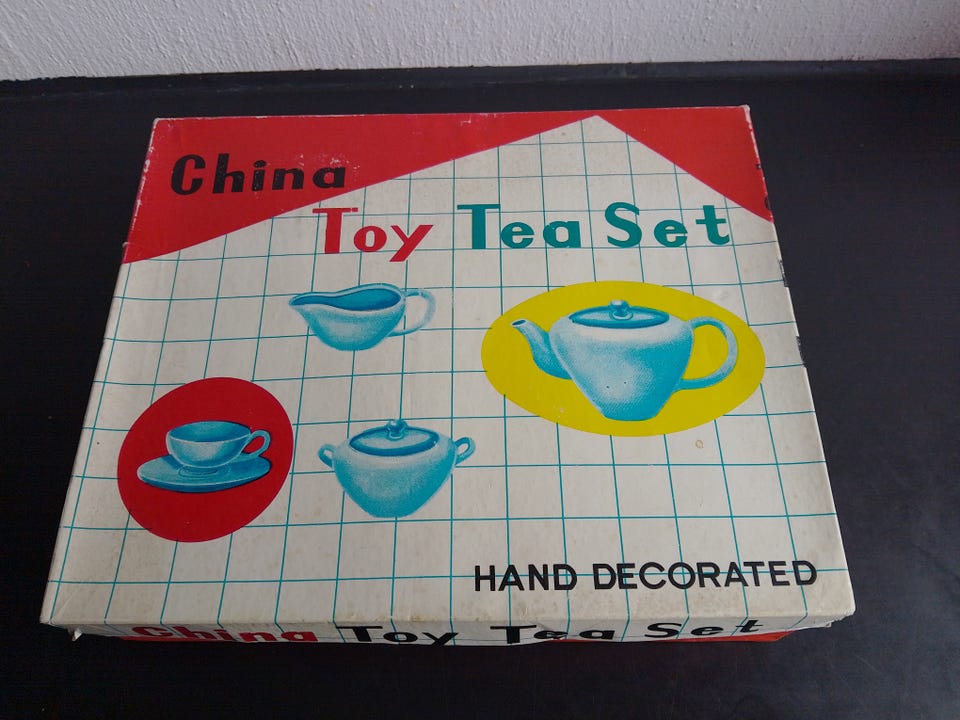 China
Toy Tea Set
HAND DECORATED
China Toy Tea Set